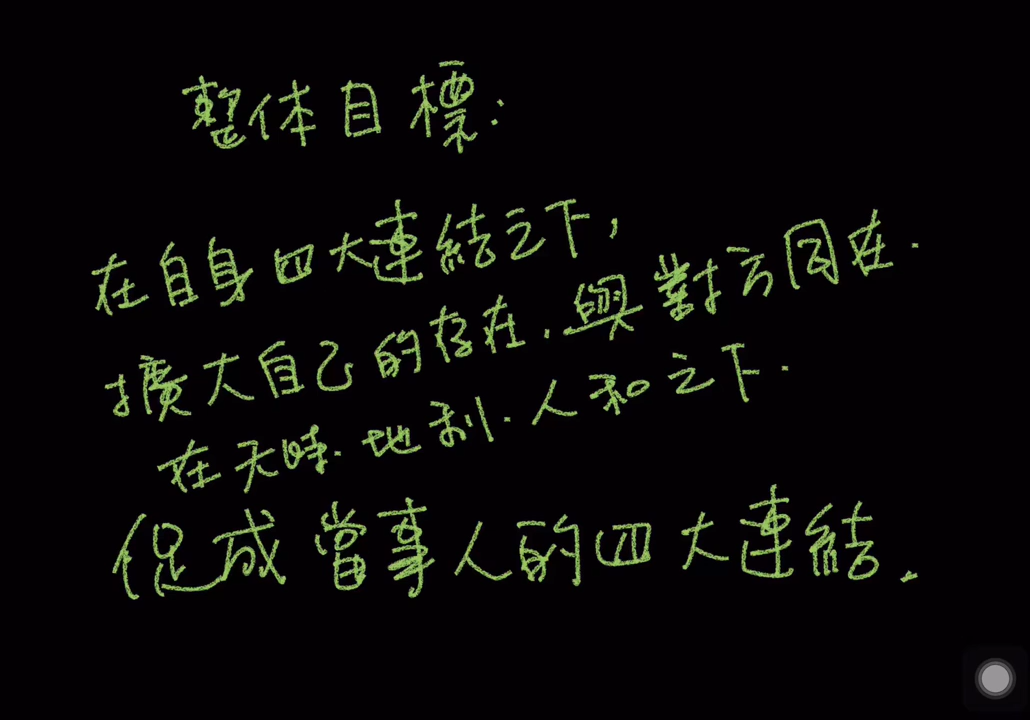 整体目標:
在自身四大連結之下,
擴大自己的存在.與對方同在.
在天時.地利.人和之下.
促成當事人的四大連結.